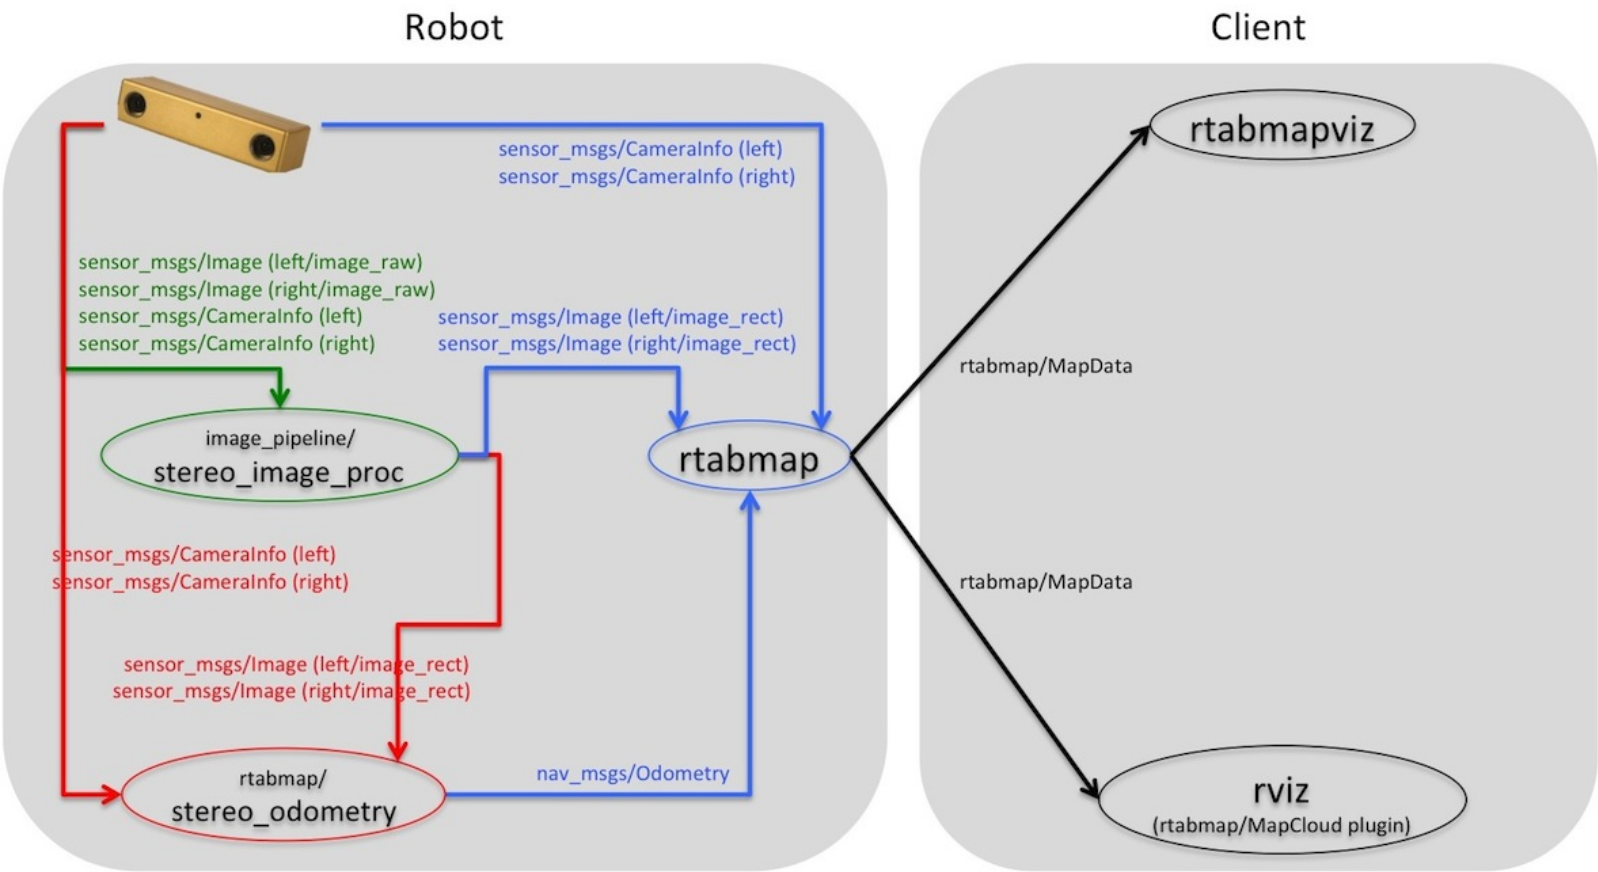 Robot
Client
sensor_msgs/CameraInfo (left)
sensor_msgs/CameraInfo (right)
rtabmapviz
sensor_msgs/Image (left/image_raw)
sensor_msgs/Image (right/image_raw)
sensor_msgs/CameraInfo (left)
sensor_msgs/CameraInfo (right)
sensor_msgs/Image (left/image_rect)
sensor_msgs/Image (right/image_rect)
rtabmap/MapData
image_pipeline/
stereo_image_proc
rtabmap
sensor_msgs/CameraInfo (left)
sensor_msgs/CameraInfo (right)
rtabmap/MapData
sensor_msgs/Image (left/image_rect)
sensor_msgs/Image (right/image_rect)
rtabmap/
stereo_odometry
nav_msgs/Odometry
rviz
(rtabmap/MapCloud plugin)